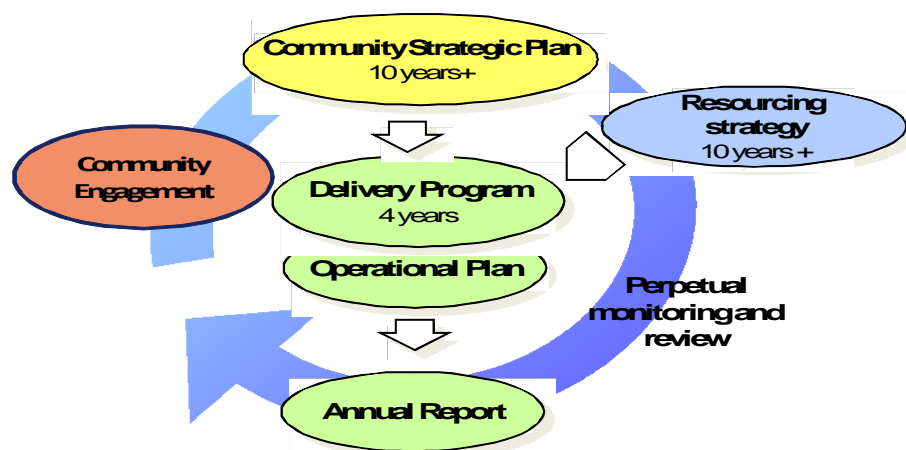 Community Strategic Plan
10 years+
Resourcing
strategy
10 years +
Community
Engagement
Delivery Program
4 years
Operational Plan
Perpetual
monitoring and
review
Annual Report